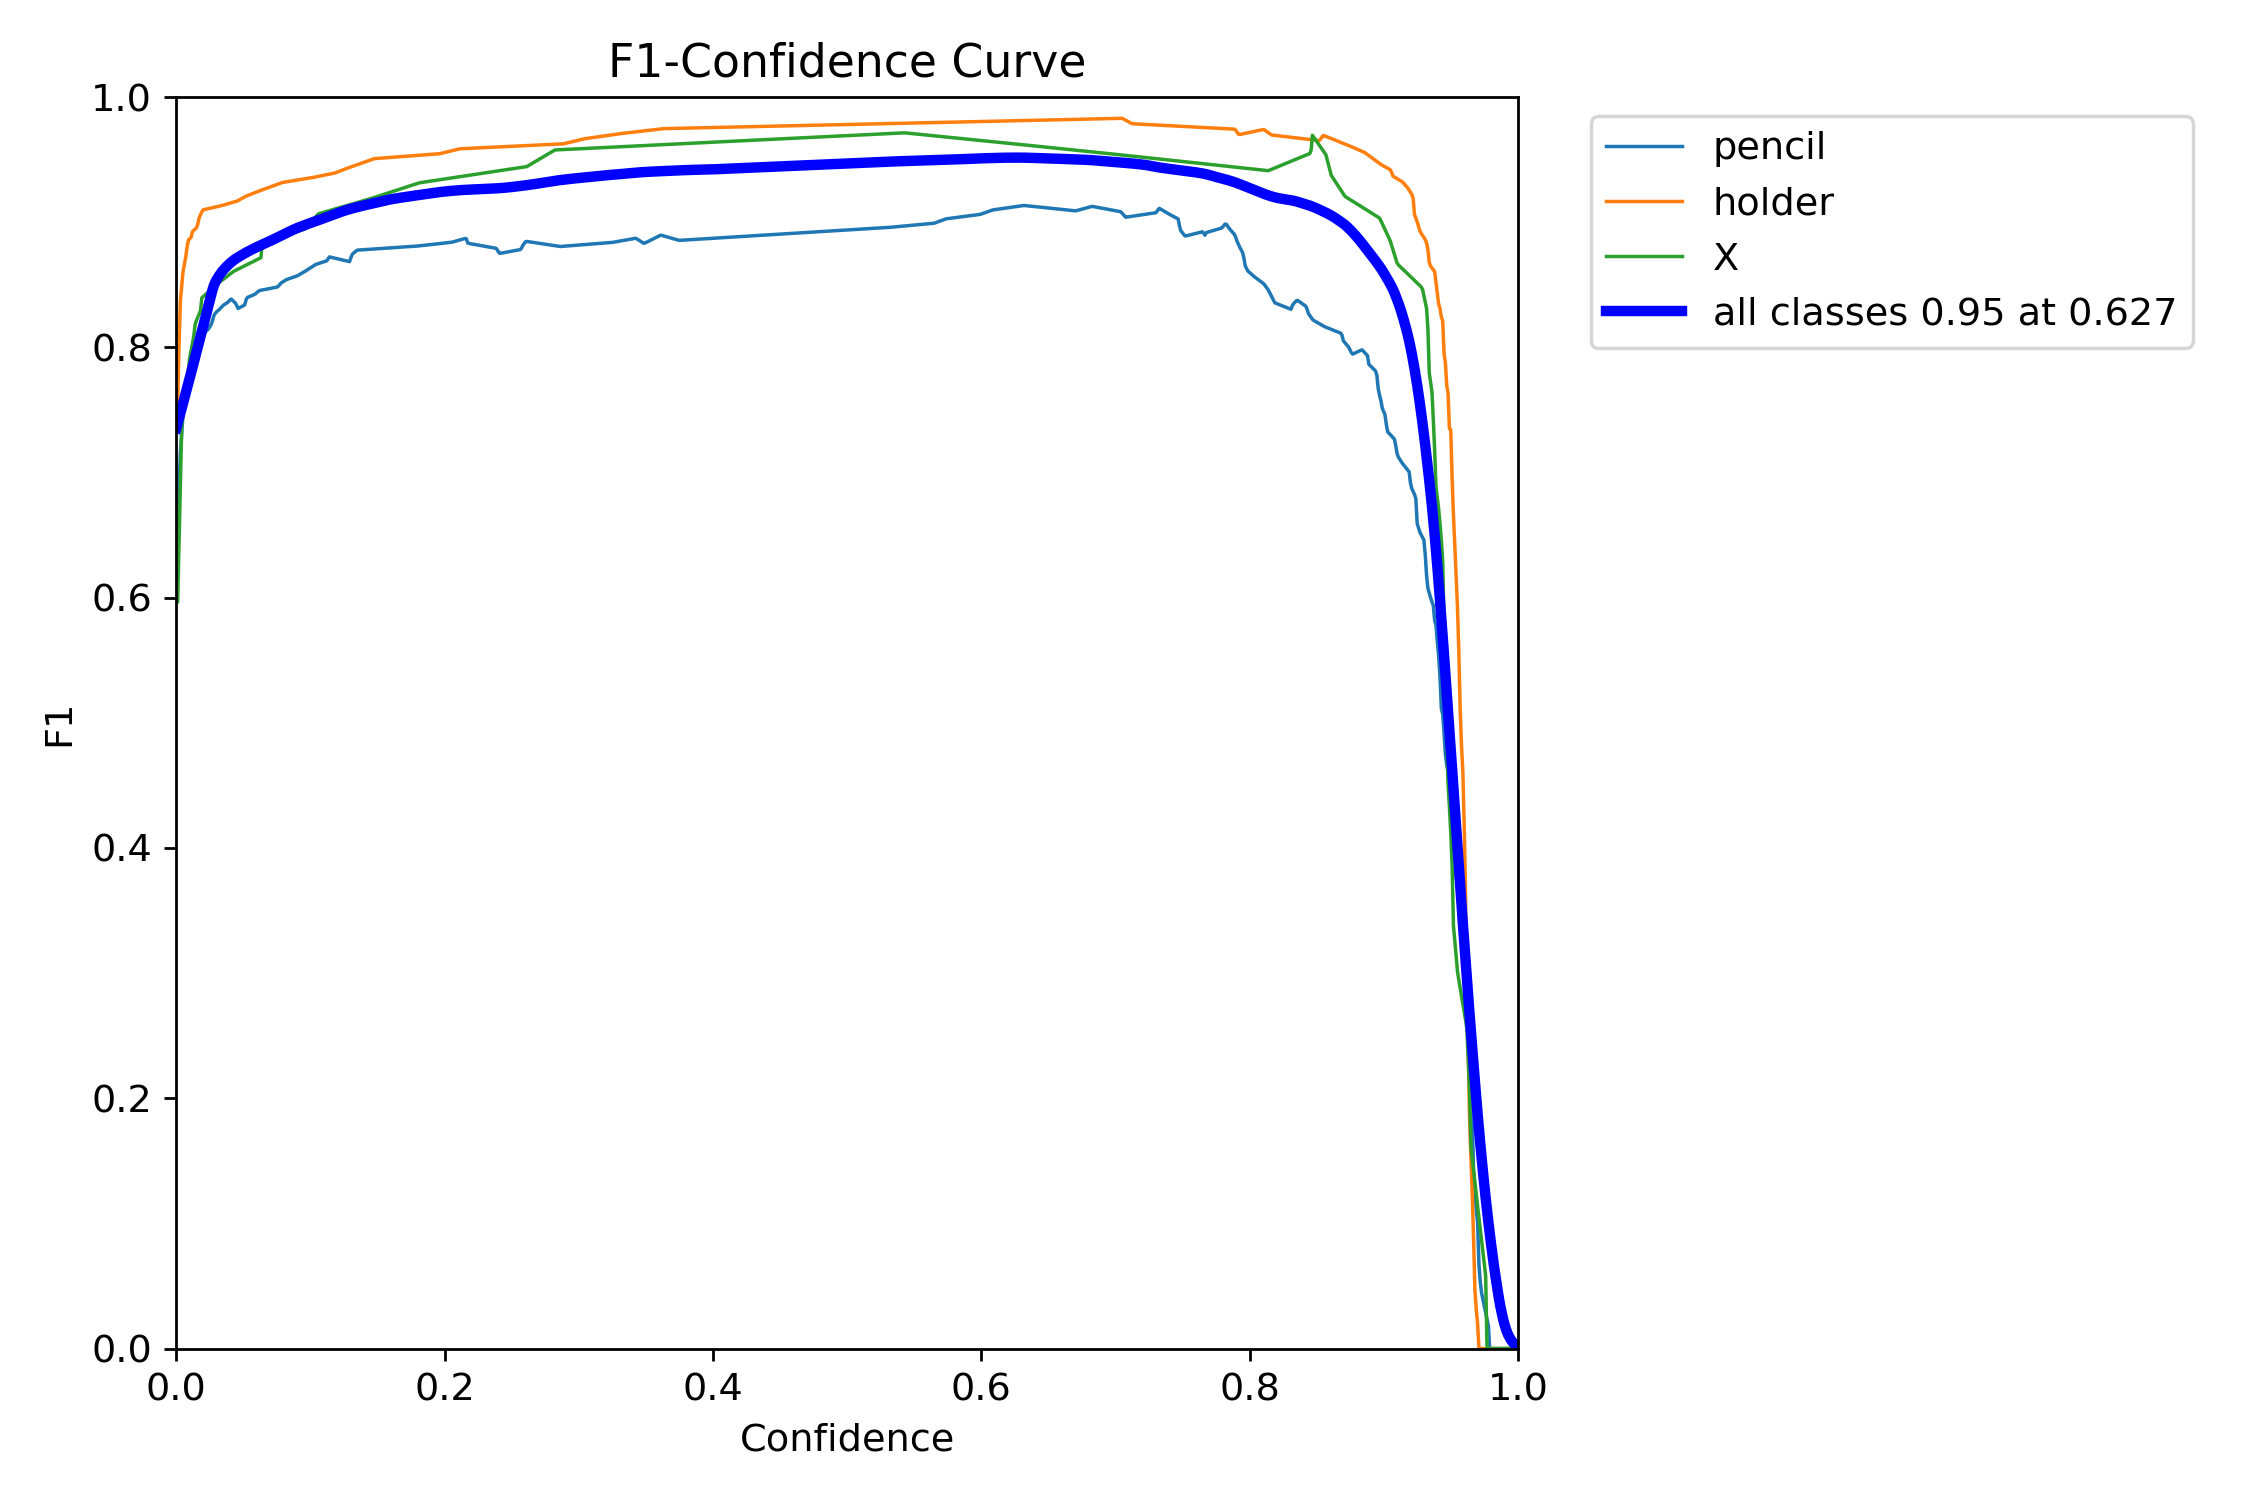 F1-Confidence Curve
1.0
0.8
0.6
0.4
0.2
0.0
F1
0.0 0.2 0.4 0.6 0.8 1.0
Confidence
pencil
holder
X
all classes 0.95 at 0.627